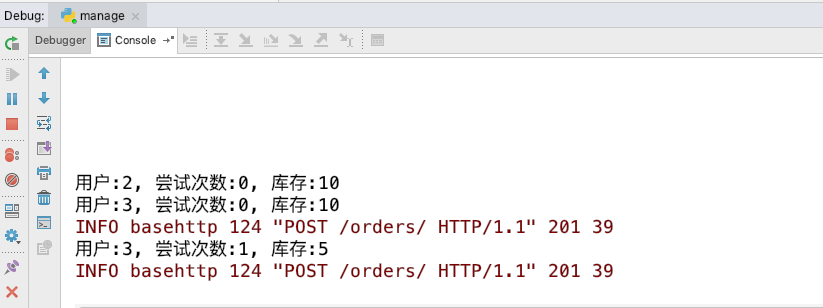 Debug: manage
Debugger Console
用户:2, 尝试次数:0, 库存:10
用户:3, 尝试次数:0, 库存:10
INFO basehttp 124 "POST /orders/ HTTP/1.1" 201 39
用户:3, 尝试次数:1, 库存:5
INFO basehttp 124 "POST /orders/ HTTP/1.1" 201 39